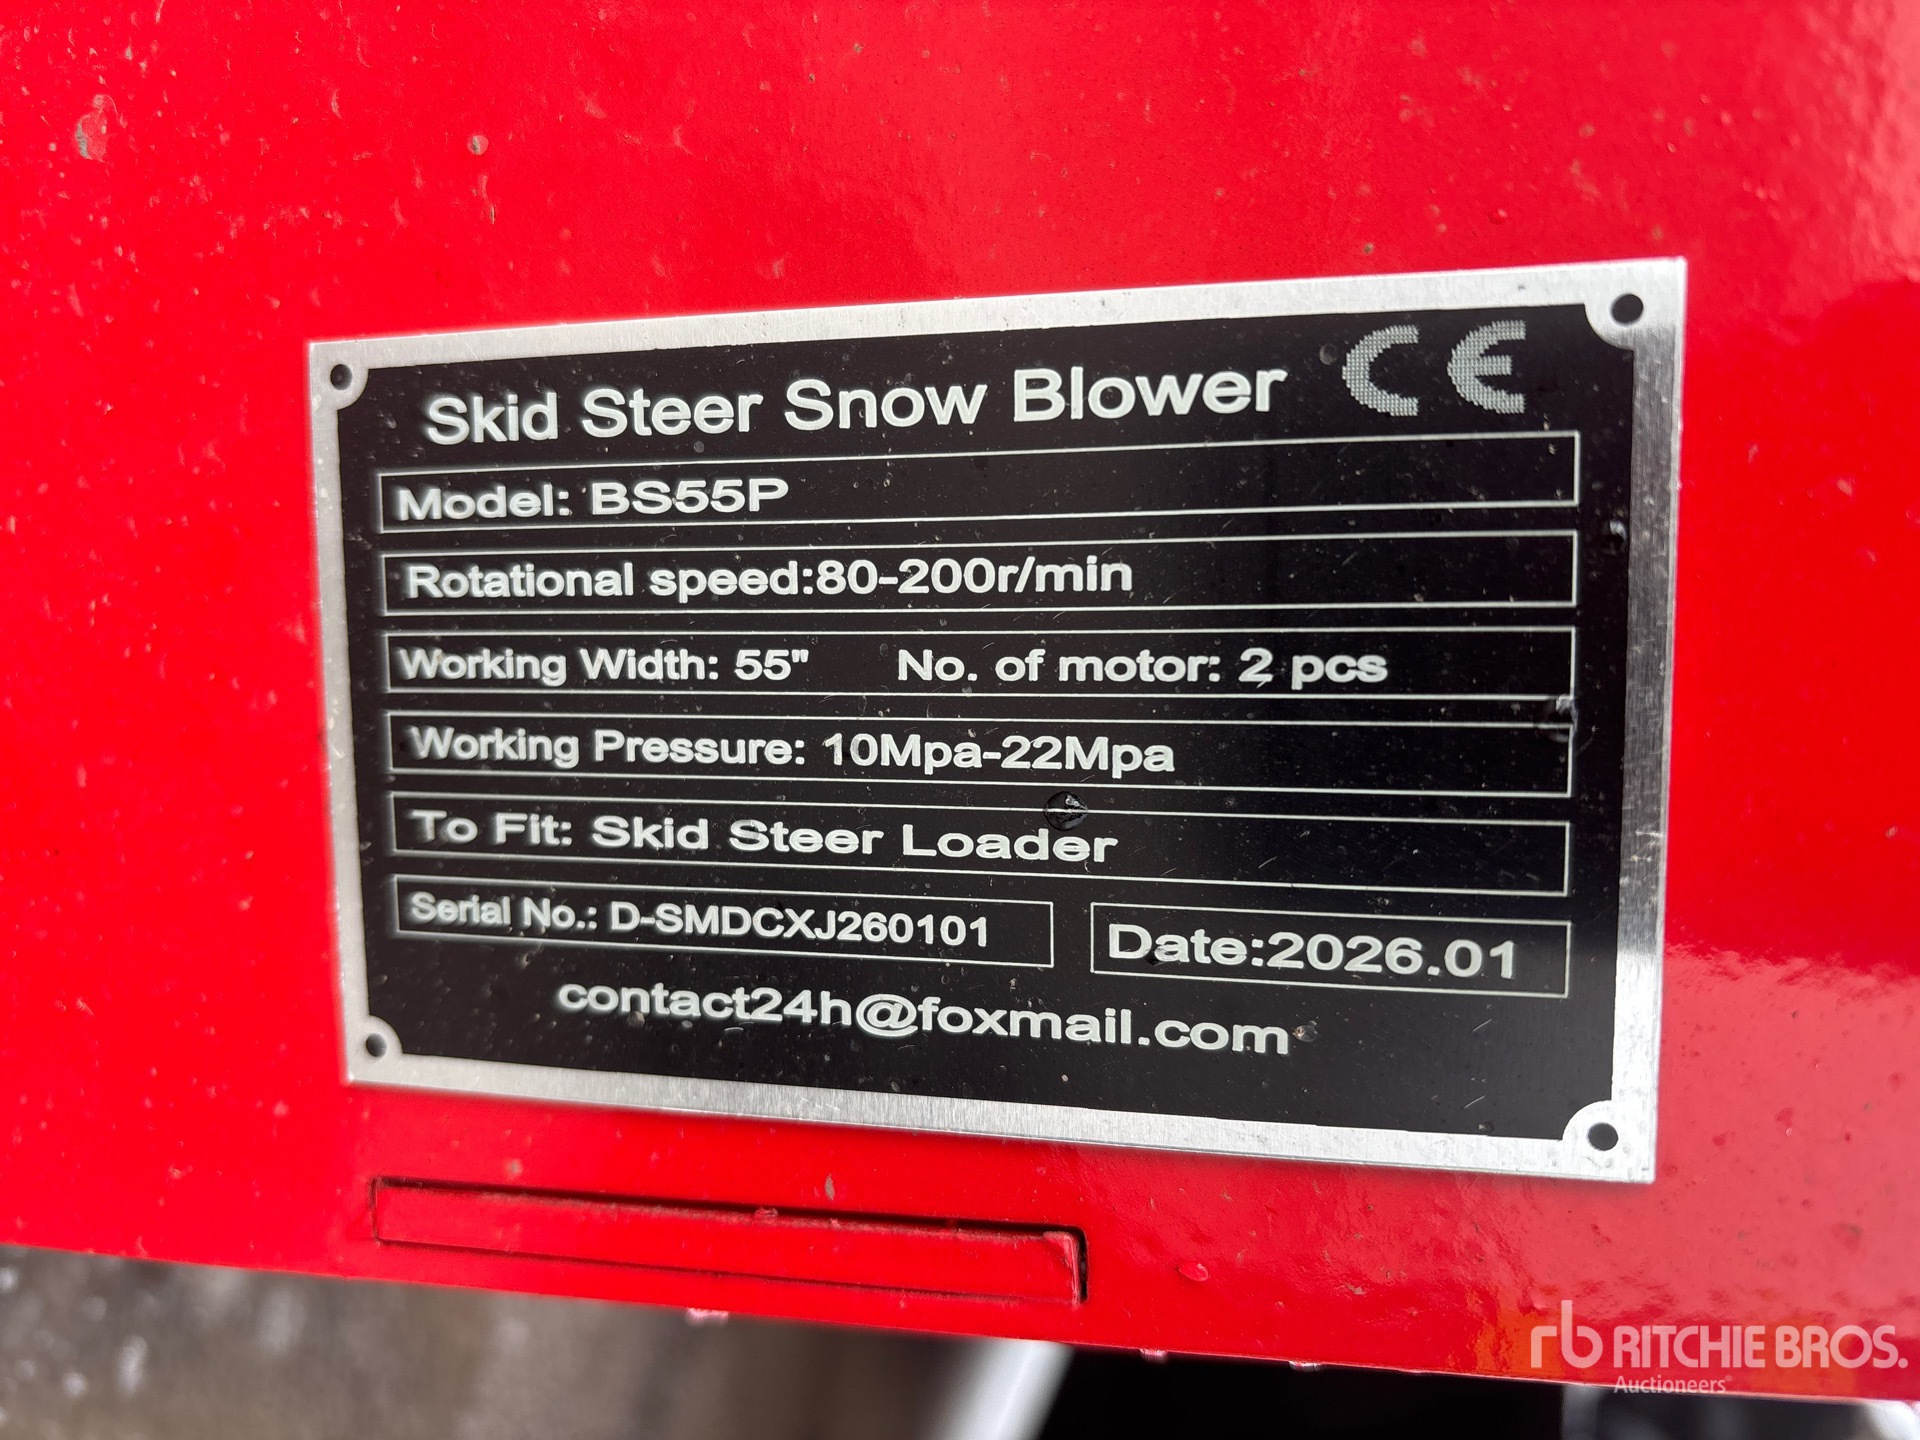 Skid Steer Snow Blower CE
Model: BS55P
Rotational speed:80-200r/min
Working Width: 55" No. of motor: 2 pcs
Working Pressure: 10Mpa-22Mpa
To Fit: Skid Steer Loader
Serial No.: D-SMDCXJ260101 Date:2026.01
contact24h@foxmail.com
rb RITCHIE BROS.
Auctioneers